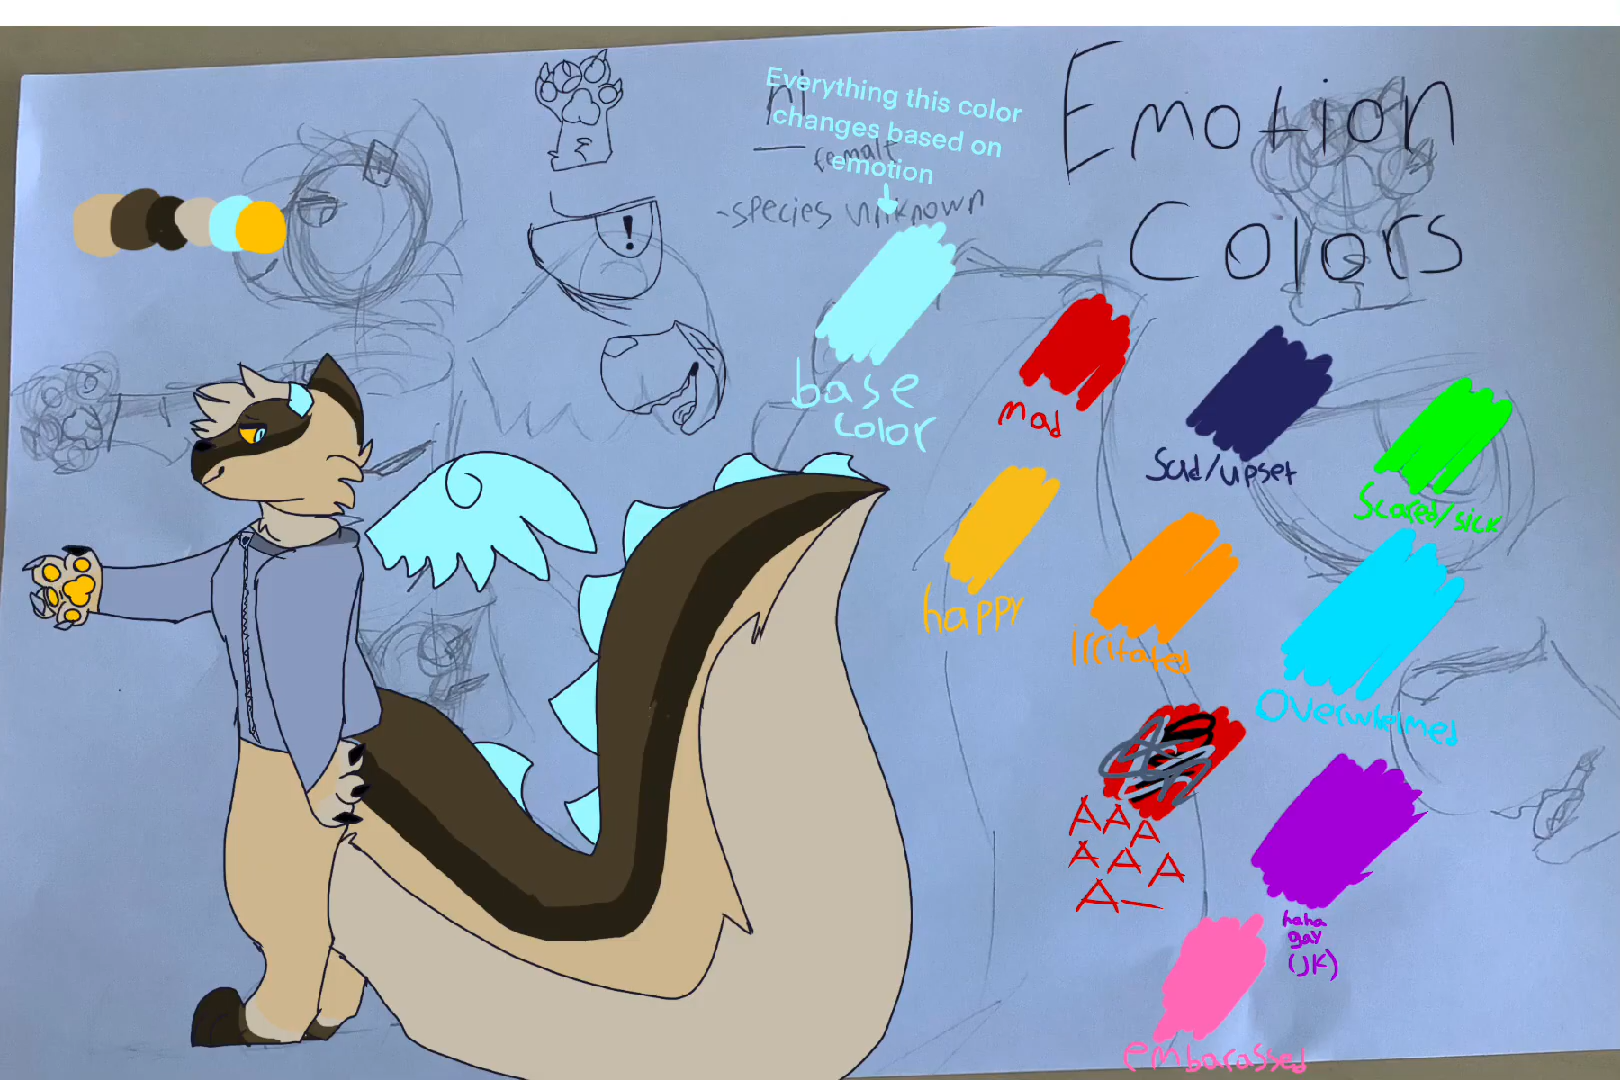 Everything this color
changes based on
emotion
female
-species unknown
!
Emotion
Colors
base
color
mad
Sad/upset
Scared/sick
happy
Irritated
Overwhelmed
AAA
AAA
A—
haha
gay
(JK)
embarassed